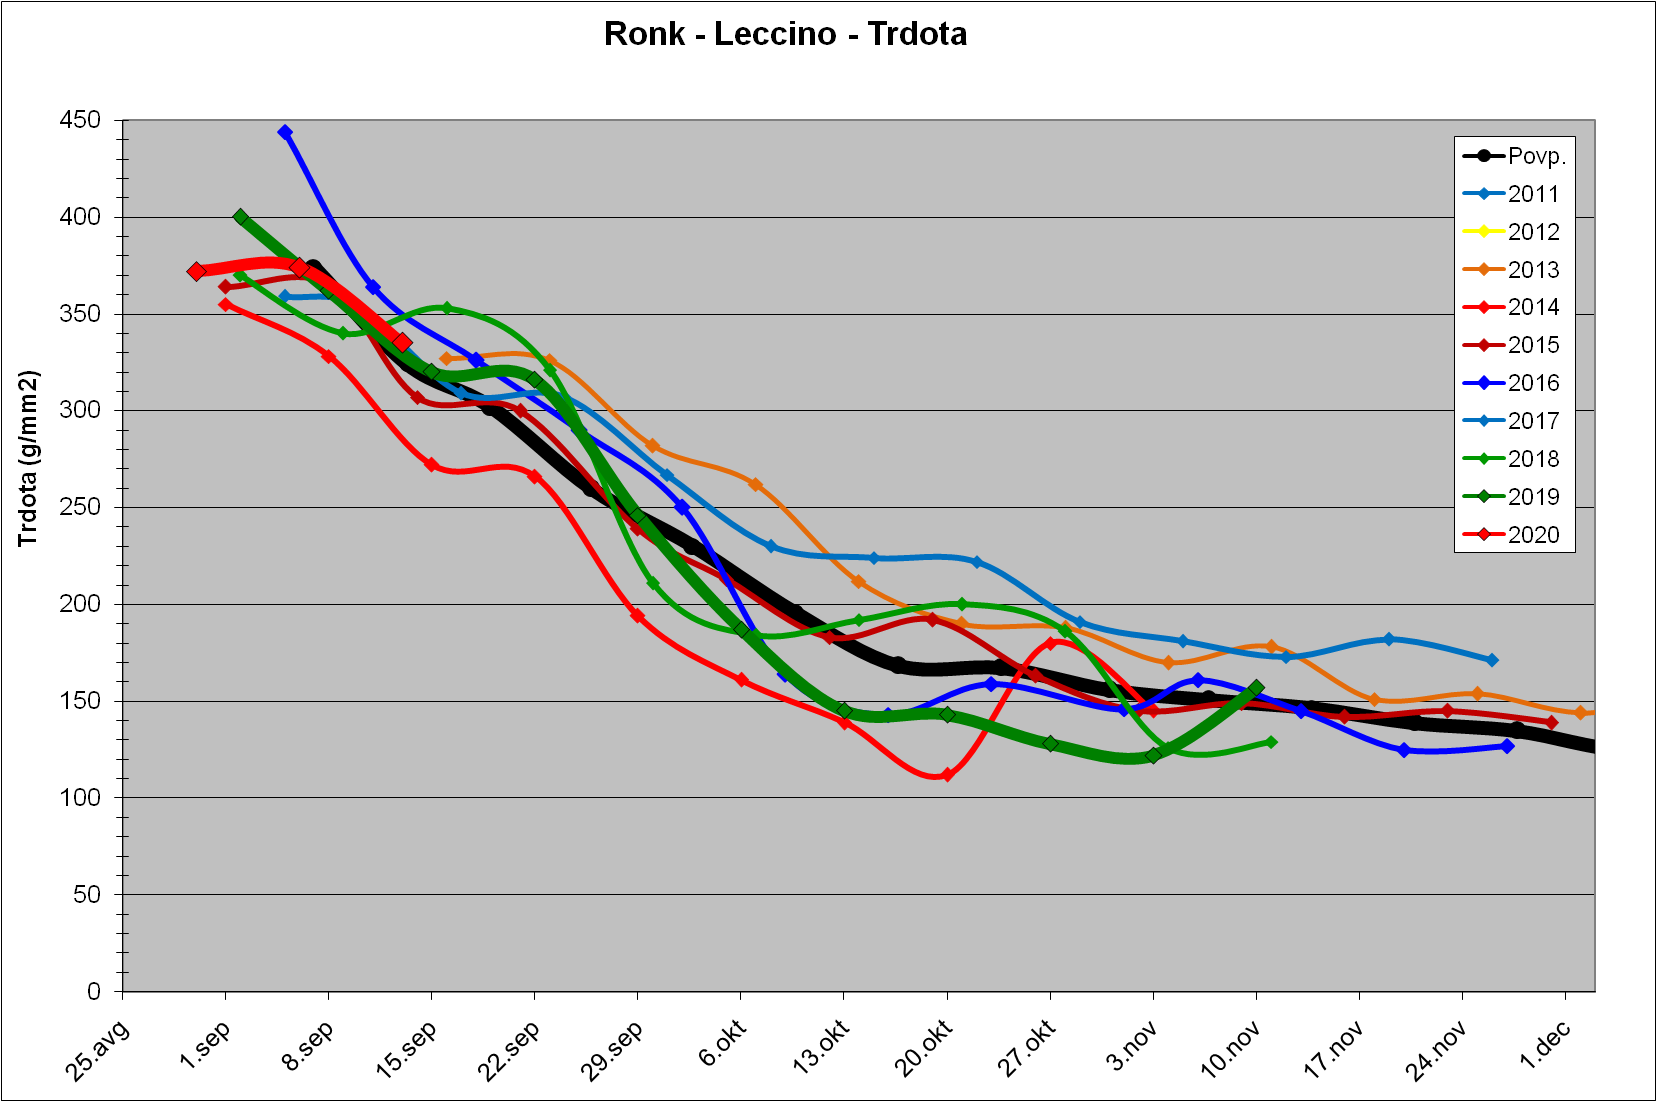 Ronk - Leccino - Trdota
Trdota (g/mm2)
450
400
350
300
250
200
150
100
50
0
25.avg
1.sep
8.sep
15.sep
22.sep
29.sep
6.okt
13.okt
20.okt
27.okt
3.nov
10.nov
17.nov
24.nov
1.dec
Povp.
2011
2012
2013
2014
2015
2016
2017
2018
2019
2020